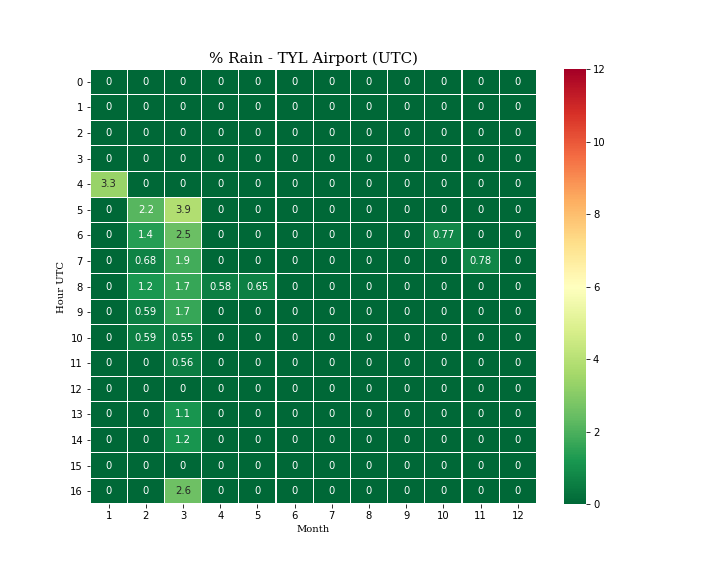 % Rain - TYL Airport (UTC)
0 0 0 0 0 0 0 0 0 0 0 0 0
1 0 0 0 0 0 0 0 0 0 0 0 0
2 0 0 0 0 0 0 0 0 0 0 0 0
3 0 0 0 0 0 0 0 0 0 0 0 0
4 3.3 0 0 0 0 0 0 0 0 0 0 0
5 0 2.2 3.9 0 0 0 0 0 0 0 0 0
6 0 1.4 2.5 0 0 0 0 0 0 0.77 0 0
7 0 0.68 1.9 0 0 0 0 0 0 0 0.78 0
8 0 1.2 1.7 0.58 0.65 0 0 0 0 0 0 0
9 0 0.59 1.7 0 0 0 0 0 0 0 0 0
10 0 0.59 0.55 0 0 0 0 0 0 0 0 0
11 0 0 0.56 0 0 0 0 0 0 0 0 0
12 0 0 0 0 0 0 0 0 0 0 0 0
13 0 0 1.1 0 0 0 0 0 0 0 0 0
14 0 0 1.2 0 0 0 0 0 0 0 0 0
15 0 0 0 0 0 0 0 0 0 0 0 0
16 0 0 2.6 0 0 0 0 0 0 0 0 0
1 2 3 4 5 6 7 8 9 10 11 12
Month
Hour UTC
12
10
8
6
4
2
0